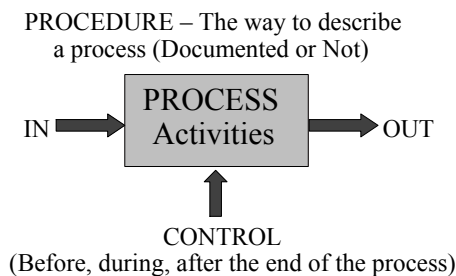 PROCEDURE – The way to describe
a process (Documented or Not)
PROCESS
Activities
IN
OUT
CONTROL
(Before, during, after the end of the process)